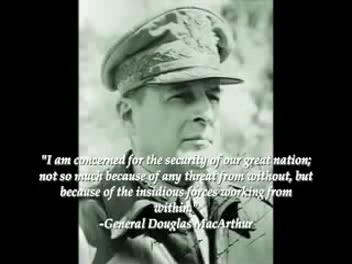 "I am concerned for the security of our great nation;
not so much because of any threat from without, but
because of the insidious forces working from
within."
-General Douglas MacArthur